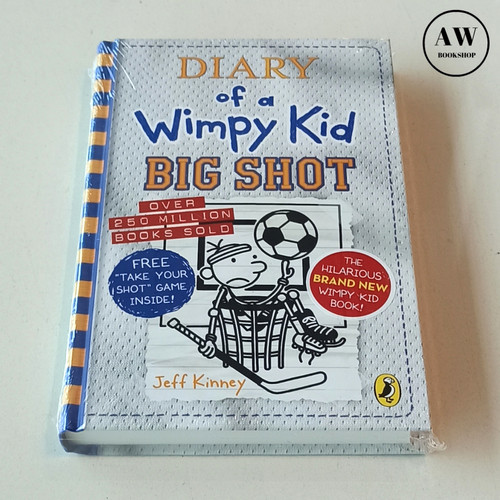 AW
BOOKSHOP
DIARY
of a
Wimpy Kid
BIG SHOT
OVER
250 MILLION
BOOKS SOLD
FREE
"TAKE YOUR
SHOT" GAME
INSIDE!
THE
HILARIOUS
BRAND NEW
WIMPY KID
BOOK!
Jeff Kinney